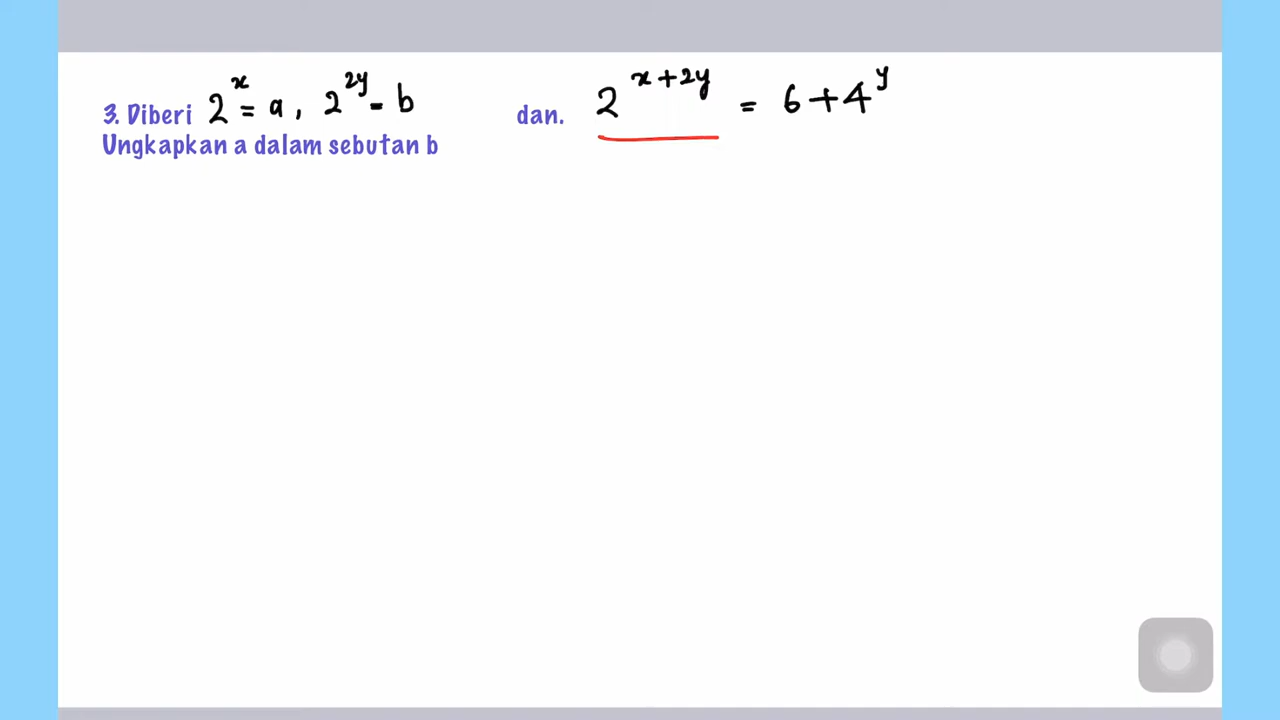 3. Diberi 2^x = a, 2^2y = b dan. 2^x+2y = 6+4^y
Ungkapkan a dalam sebutan b